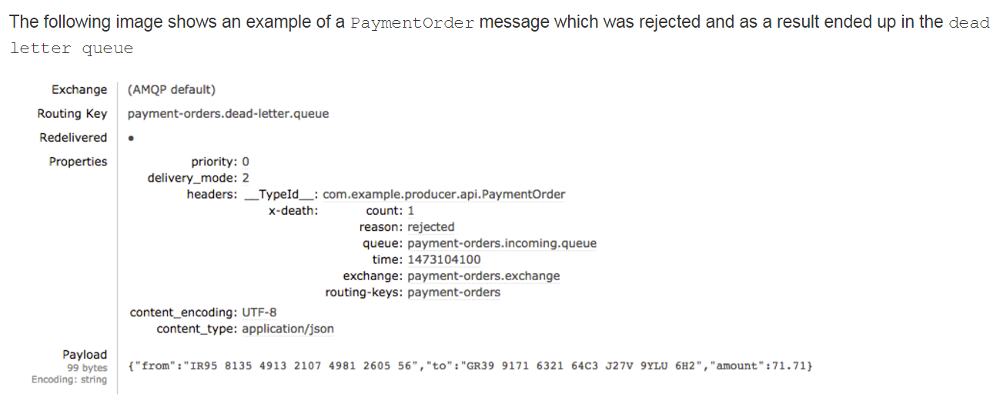 The following image shows an example of a PaymentOrder message which was rejected and as a result ended up in the dead
letter queue
Exchange (AMQP default)
Routing Key payment-orders.dead-letter.queue
Redelivered ●
Properties priority: 0
delivery_mode: 2
headers: __TypeId__: com.example.producer.api.PaymentOrder
x-death: count: 1
reason: rejected
queue: payment-orders.incoming.queue
time: 1473104100
exchange: payment-orders.exchange
routing-keys: payment-orders
content_encoding: UTF-8
content_type: application/json
Payload
99 bytes
Encoding: string
{"from":"IR95 8135 4913 2107 4981 2605 56","to":"GR39 9171 6321 64C3 J27V 9YLU 6H2","amount":71.71}